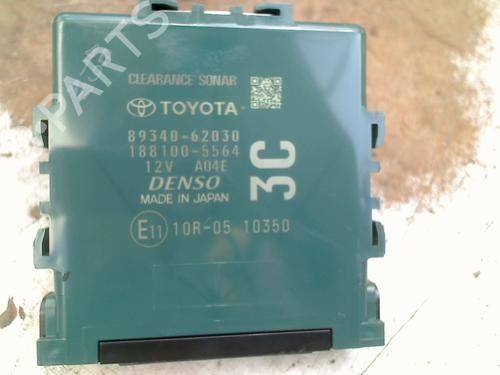 PARTS
CLEARANCE SONAR
TOYOTA
89340-62030
188100-5564
12V A04E
DENSO
MADE IN JAPAN
3C
E11 10R-05 10350